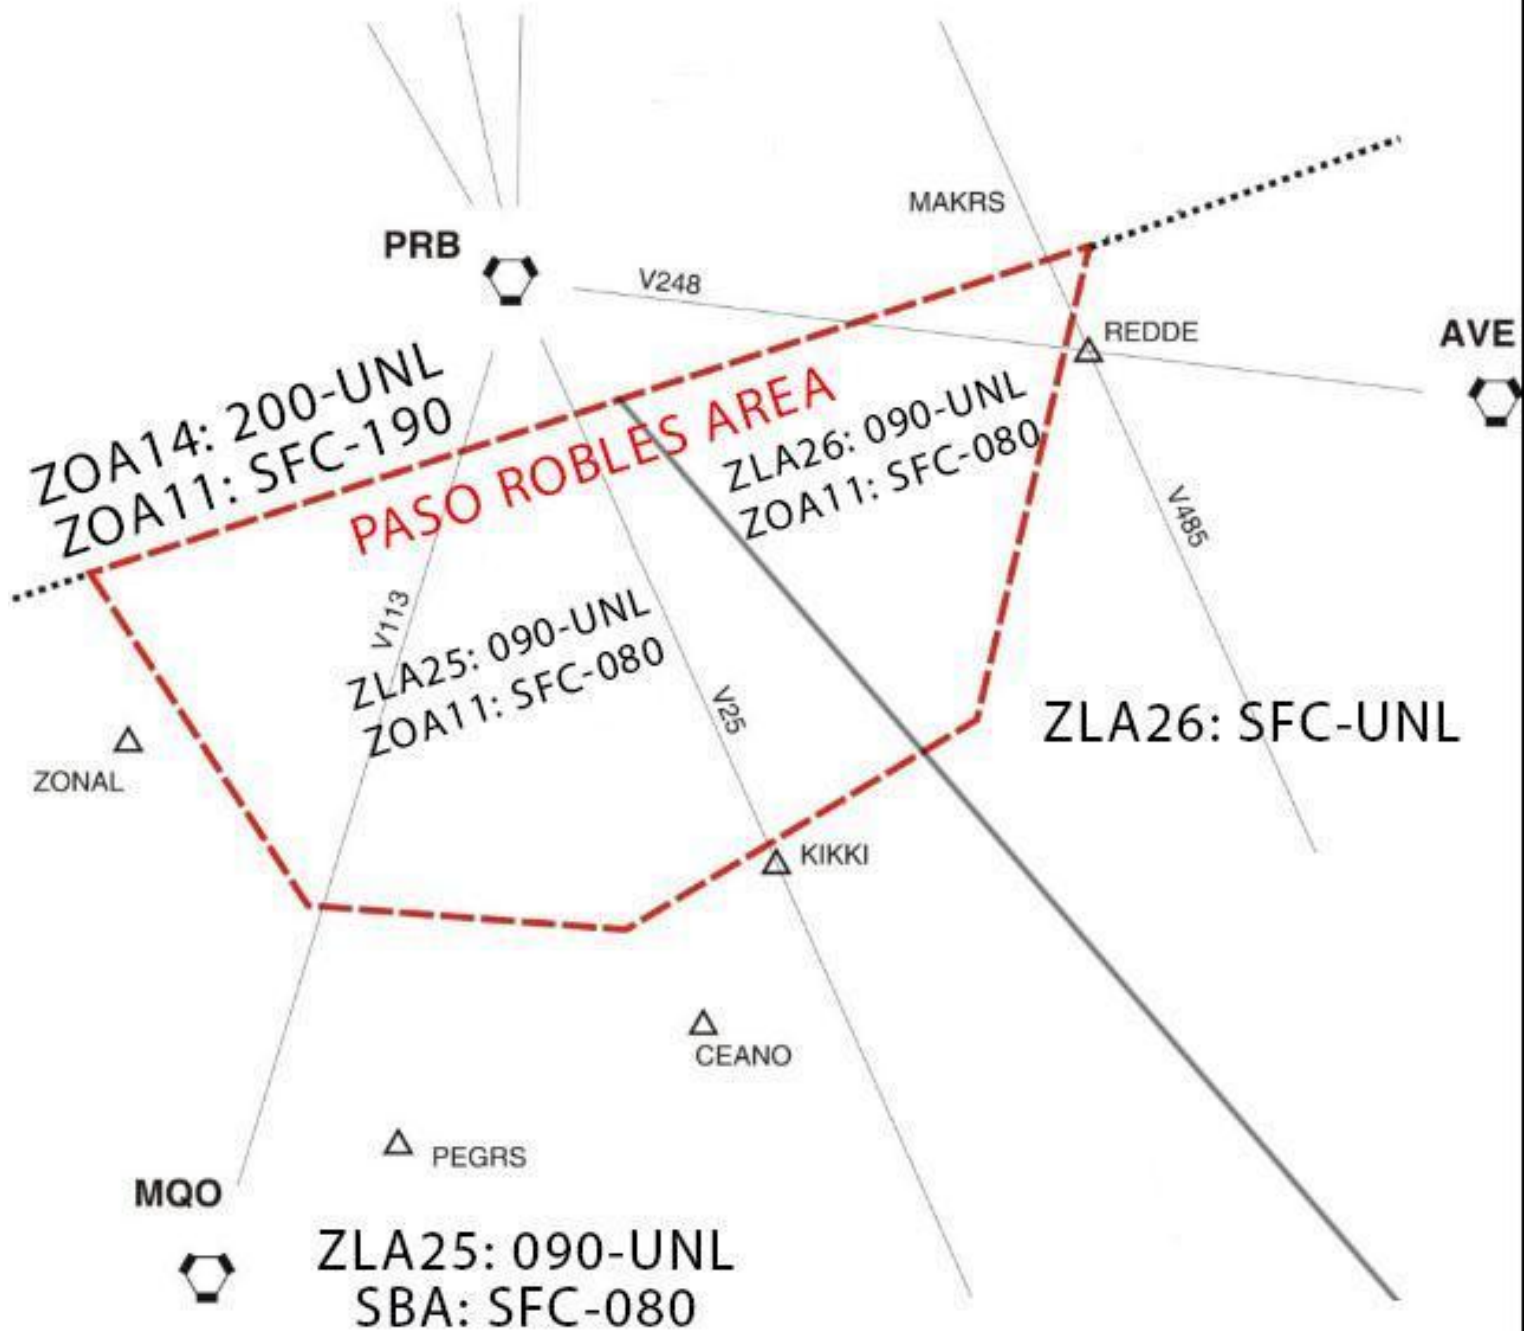 MAKRS
PRB
V248
REDDE
AVE
ZOA14: 200-UNL
ZOA11: SFC-190
PASO ROBLES AREA
ZLA26: 090-UNL
ZOA11: SFC-080
V485
V113
ZLA25: 090-UNL
ZOA11: SFC-080
V25
ZLA26: SFC-UNL
ZONAL
KIKKI
CEANO
PEGRS
MQO
ZLA25: 090-UNL
SBA: SFC-080